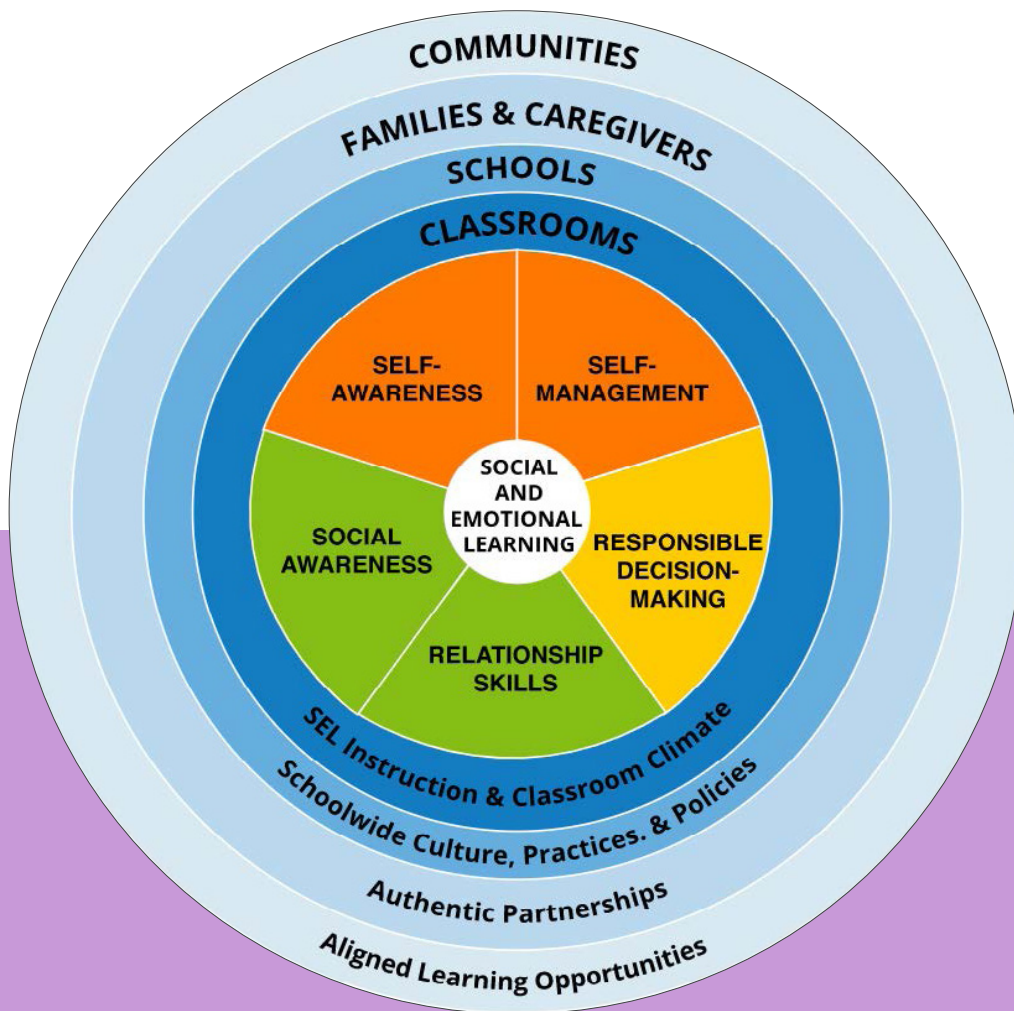 COMMUNITIES
FAMILIES & CAREGIVERS
SCHOOLS
CLASSROOMS
SELF-
AWARENESS
SELF-
MANAGEMENT
SOCIAL
AND
EMOTIONAL
LEARNING
SOCIAL
AWARENESS
RESPONSIBLE
DECISION-
MAKING
RELATIONSHIP
SKILLS
SEL Instruction & Classroom Climate
Schoolwide Culture, Practices. & Policies
Authentic Partnerships
Aligned Learning Opportunities